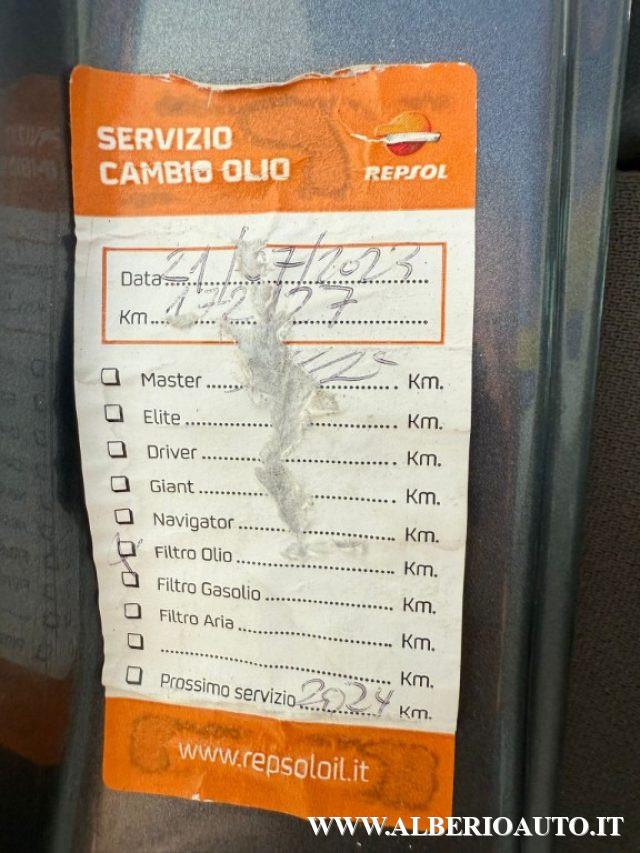 SERVIZIO
CAMBIO OLIO
REPSOL
Data 21/07/2023
Km
Master Km.
Elite Km.
Driver Km.
Giant Km.
Navigator Km.
Filtro Olio Km.
Filtro Gasolio Km.
Filtro Aria Km.
Km.
Prossimo servizio 2024 Km.
www.repsoloil.it
WWW.ALBERIOAUTO.IT